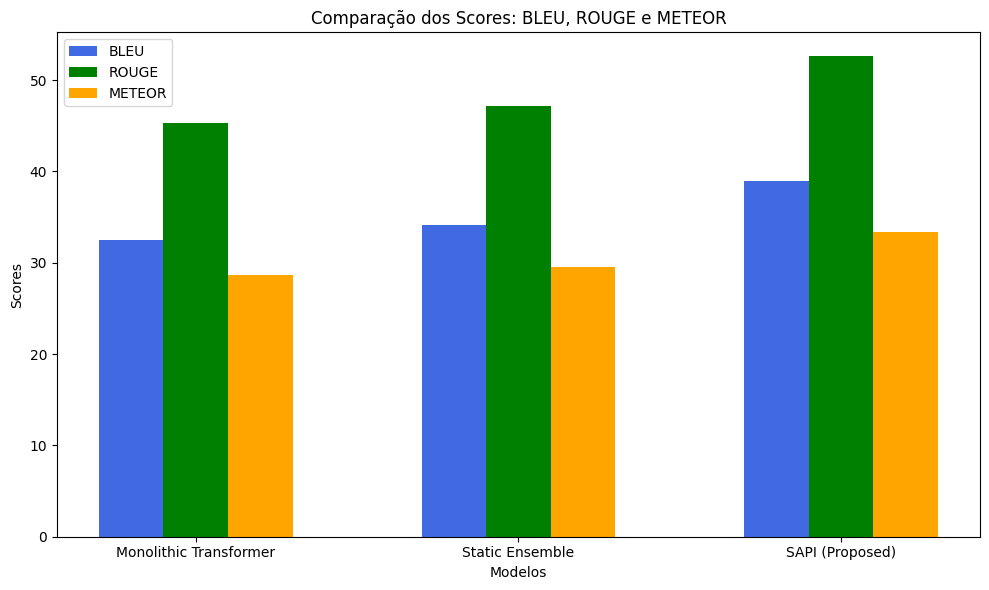 Comparação dos Scores: BLEU, ROUGE e METEOR
BLEU
ROUGE
METEOR
Scores
50
40
30
20
10
0
Monolithic Transformer
Static Ensemble
SAPI (Proposed)
Modelos